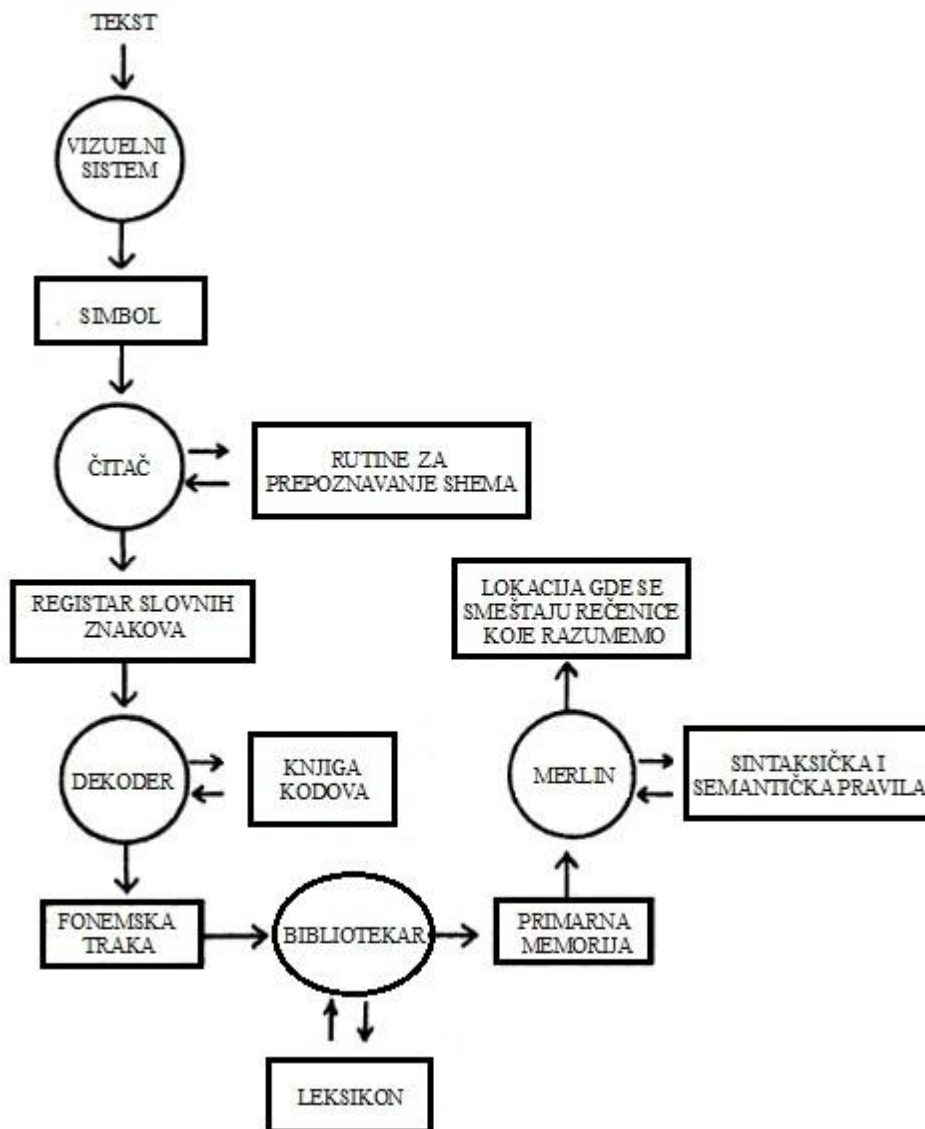 TEKST
VIZUELNI
SISTEM
SIMBOL
ČITAČ
RUTINE ZA
PREPOZNAVANJE SHEMA
REGISTAR SLOVNIH
ZNAKOVA
DEKODER
KNJIGA
KODOVA
FONEMSKA
TRAKA
BIBLIOTEKAR
LEKSIKON
PRIMARNA
MEMORIJA
MERLIN
SINTAKSIČKA I
SEMANTIČKA PRAVILA
LOKACIJA GDE SE
SMEŠTAJU REČENICE
KOJE RAZUMEMO